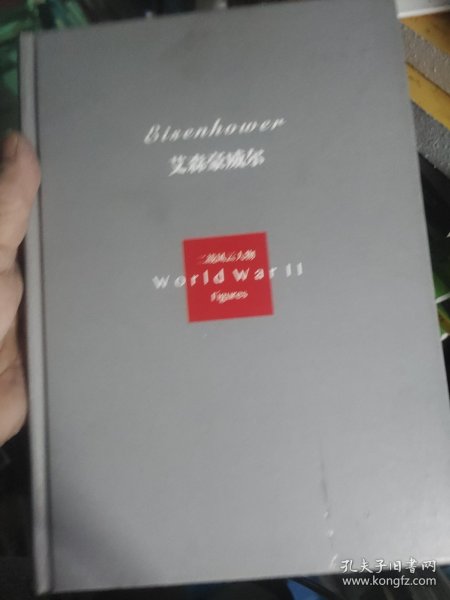 Eisenhower
艾森豪威尔
二战风云人物
World War II
Figures
孔夫子旧书网
www.kongfz.com